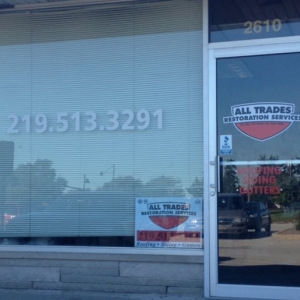 2610
219.513.3291
ALL TRADES
RESTORATION SERVICES
ROOFING
SIDING
GUTTERS
ALL TRADES
RESTORATION SERVICES